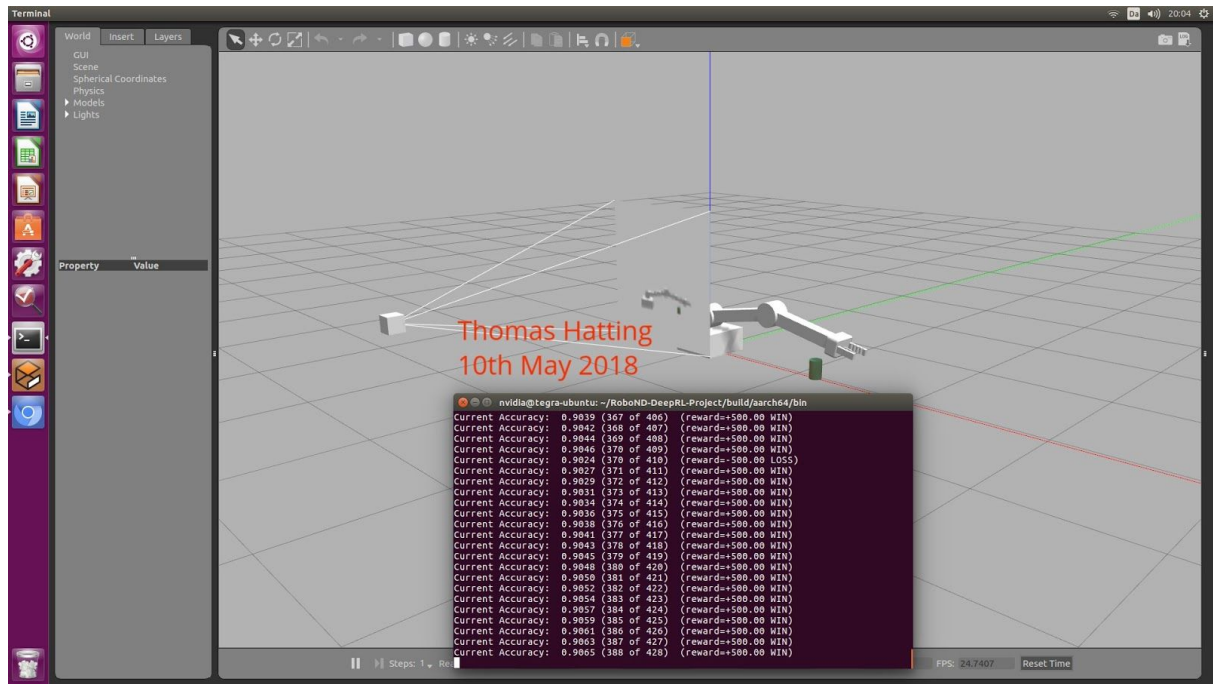 Terminal
Da 20:04
World Insert Layers
GUI
Scene
Spherical Coordinates
Physics
Models
Lights
Property Value
Thomas Hatting
10th May 2018
nvidia@tegra-ubuntu: ~/RoboND-DeepRL-Project/build/aarch64/bin
Current Accuracy: 0.9039 (367 of 406) (reward=+500.00 WIN)
Current Accuracy: 0.9042 (368 of 407) (reward=+500.00 WIN)
Current Accuracy: 0.9044 (369 of 408) (reward=+500.00 WIN)
Current Accuracy: 0.9046 (370 of 409) (reward=+500.00 WIN)
Current Accuracy: 0.9024 (370 of 410) (reward=-500.00 LOSS)
Current Accuracy: 0.9027 (371 of 411) (reward=+500.00 WIN)
Current Accuracy: 0.9029 (372 of 412) (reward=+500.00 WIN)
Current Accuracy: 0.9031 (373 of 413) (reward=+500.00 WIN)
Current Accuracy: 0.9034 (374 of 414) (reward=+500.00 WIN)
Current Accuracy: 0.9036 (375 of 415) (reward=+500.00 WIN)
Current Accuracy: 0.9038 (376 of 416) (reward=+500.00 WIN)
Current Accuracy: 0.9041 (377 of 417) (reward=+500.00 WIN)
Current Accuracy: 0.9043 (378 of 418) (reward=+500.00 WIN)
Current Accuracy: 0.9045 (379 of 419) (reward=+500.00 WIN)
Current Accuracy: 0.9048 (380 of 420) (reward=+500.00 WIN)
Current Accuracy: 0.9050 (381 of 421) (reward=+500.00 WIN)
Current Accuracy: 0.9052 (382 of 422) (reward=+500.00 WIN)
Current Accuracy: 0.9054 (383 of 423) (reward=+500.00 WIN)
Current Accuracy: 0.9057 (384 of 424) (reward=+500.00 WIN)
Current Accuracy: 0.9059 (385 of 425) (reward=+500.00 WIN)
Current Accuracy: 0.9061 (386 of 426) (reward=+500.00 WIN)
Current Accuracy: 0.9063 (387 of 427) (reward=+500.00 WIN)
Current Accuracy: 0.9065 (388 of 428) (reward=+500.00 WIN)
Steps: 1 FPS: 24.7407 Reset Time